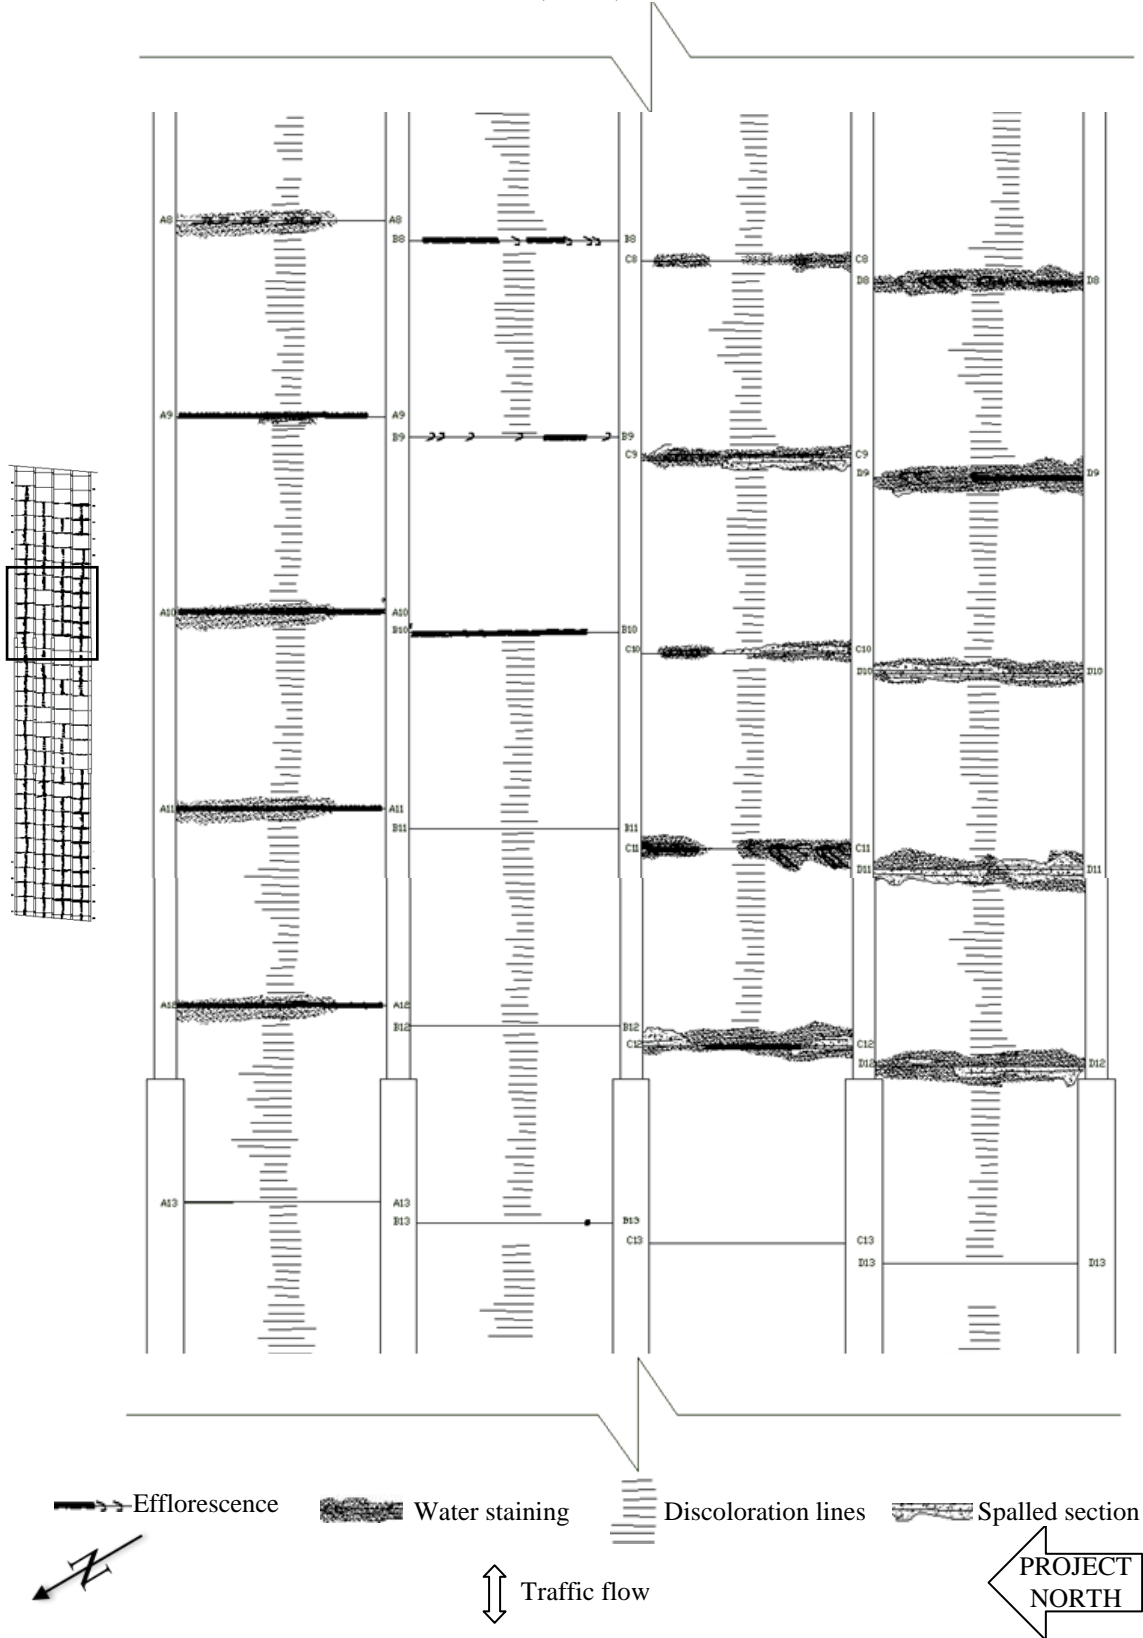 A8 A8
B8 B8
C8 C8
D8 D8
A9 A9
B9 B9
C9 C9
D9 D9
A10 A10
B10 B10
C10 C10
D10 D10
A11 A11
B11 B11
C11 C11
D11 D11
A12 A12
B12 B12
C12 C12
D12 D12
A13 A13
B13 B13
C13 C13
D13 D13
Efflorescence Water staining Discoloration lines Spalled section
N
Traffic flow
PROJECT
NORTH